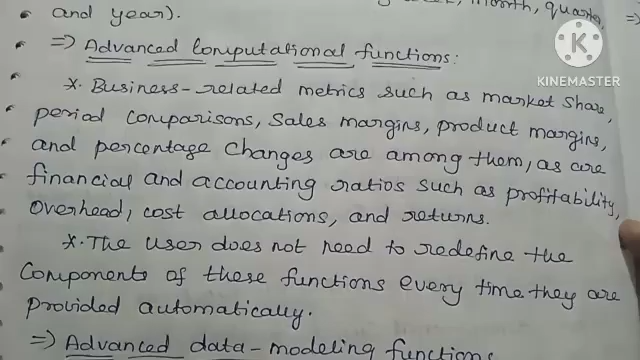 month, quarter,
and year).
⇒ Advanced Computational functions:
KINEMASTER
*. Business-related metrics such as market share,
period comparisons, sales margins, product margins,
and percentage changes are among them, as are
financial and accounting ratios such as profitability,
overhead, cost allocations, and returns.
*. The user does not need to redefine the
Components of these functions every time they are
provided automatically.
⇒ Advanced data-modeling functions